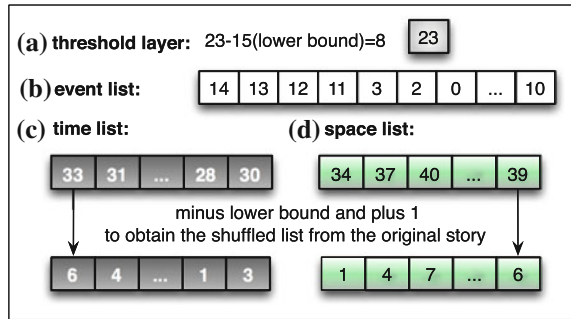 (a) threshold layer: 23-15(lower bound)=8 23
(b) event list: 14 13 12 11 3 2 0 ... 10
(c) time list: (d) space list:
33 31 ... 28 30 34 37 40 ... 39
minus lower bound and plus 1
to obtain the shuffled list from the original story
6 4 ... 1 3 1 4 7 ... 6